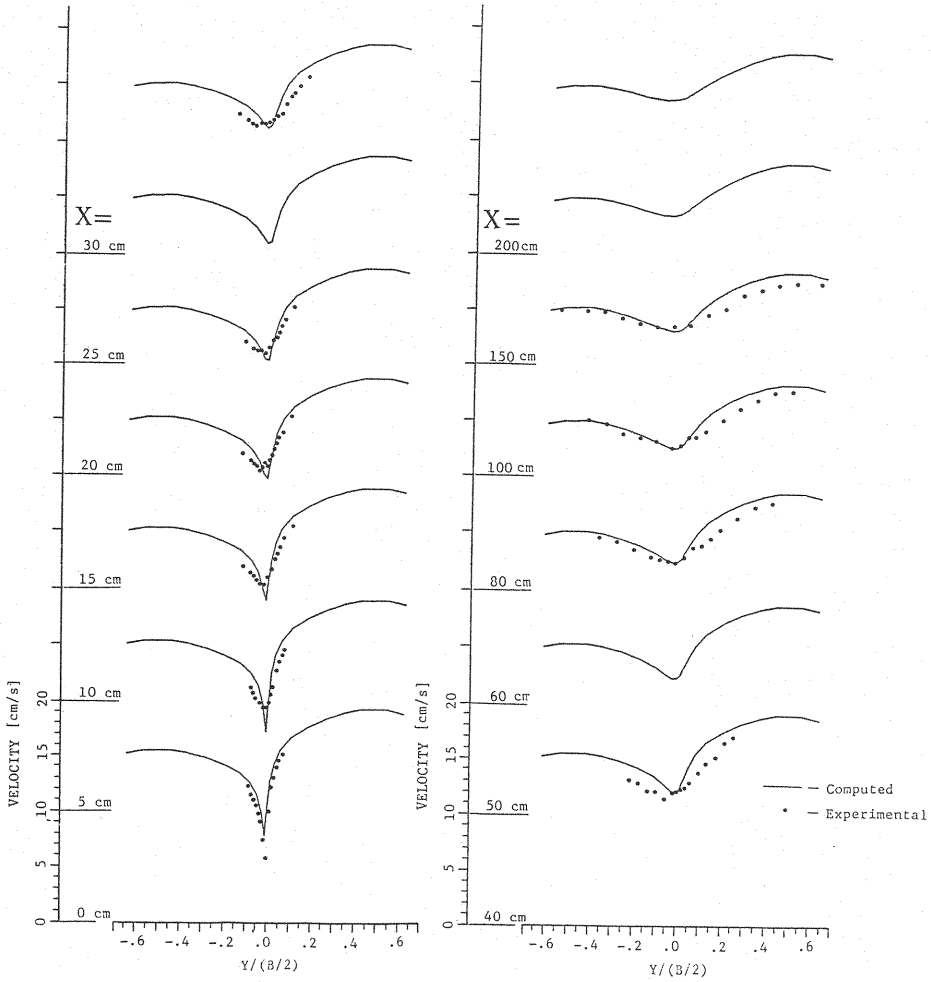 X=
30 cm
25 cm
20 cm
15 cm
10 cm
5 cm
0 cm
VELOCITY [cm/s]
20
15
10
5
0
-.6 -.4 -.2 .0 .2 .4 .6
Y/(B/2)
X=
200cm
150 cm
100 cm
80 cm
60 cm
50 cm
40 cm
VELOCITY [cm/s]
20
15
10
5
0
-.6 -.4 -.2 .0 .2 .4 .6
Y/(B/2)
— Computed
— Experimental